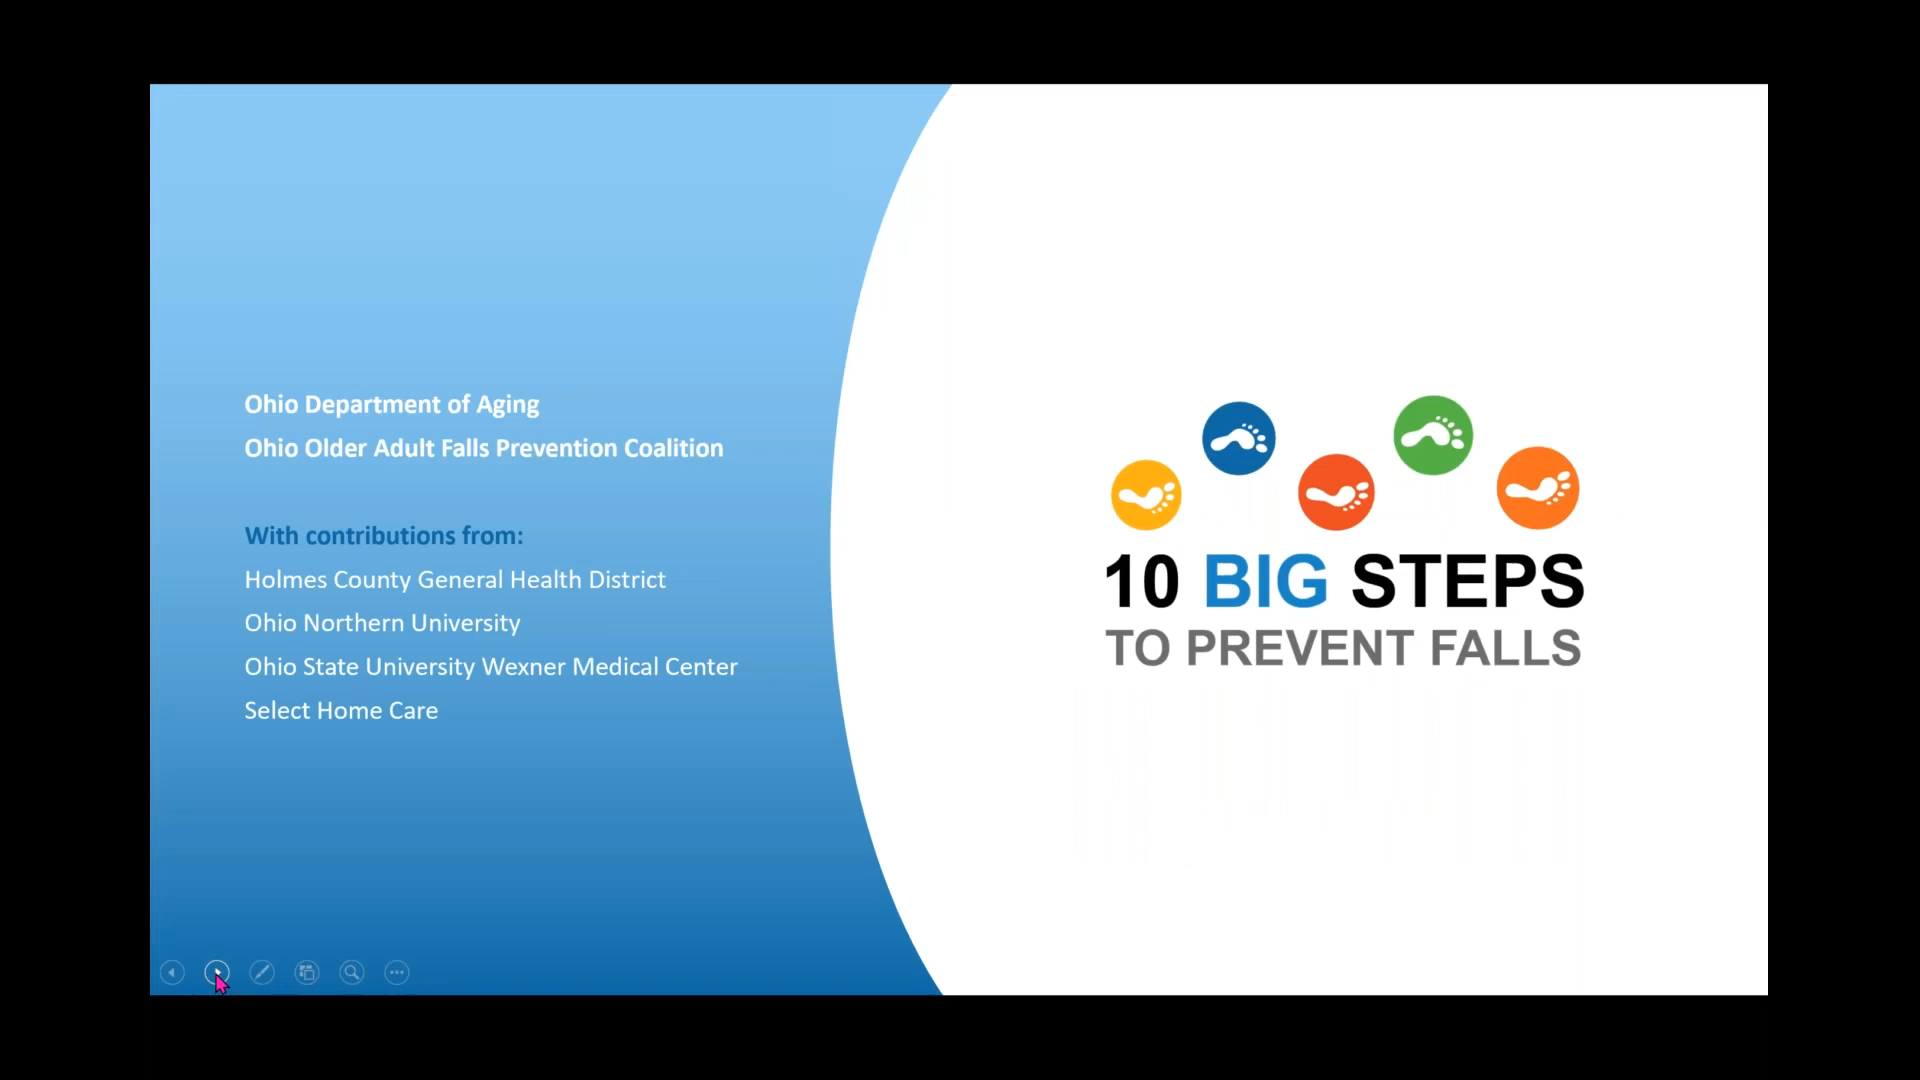 Ohio Department of Aging
Ohio Older Adult Falls Prevention Coalition
With contributions from:
Holmes County General Health District
Ohio Northern University
Ohio State University Wexner Medical Center
Select Home Care
10 BIG STEPS
TO PREVENT FALLS